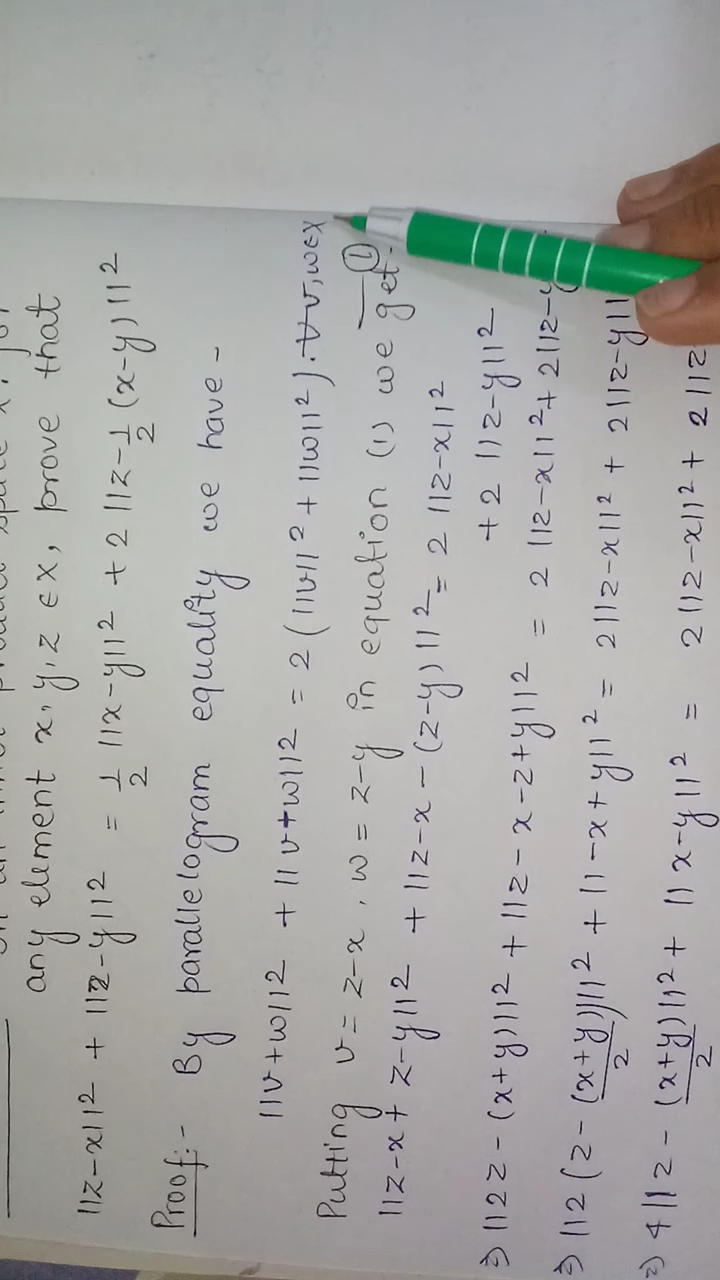 any element x, y, z ∈ X, prove that
||z-x||² + ||z-y||² = 1/2 ||x-y||² + 2 ||z-1/2(x-y)||²
Proof:- By parallelogram equality we have -
||v+w||² + ||v+w||² = 2(||v||² + ||w||²). ∀ v,w∈X
①
Putting v = z-x, w = z-y in equation (1) we get.
||z-x+z-y||² + ||z-x-(z-y)||² = 2 ||z-x||²
+2 ||z-y||²
⇒ ||2z-(x+y)||² + ||z-x-z+y||² = 2 ||z-x||² + 2||z-y
⇒ ||2(z-(x+y)/2)||² + ||-x+y||² = 2||z-x||² + 2||z-y||
⇒ 4||z-(x+y)/2||² + ||x-y||² = 2||z-x||² + 2||z